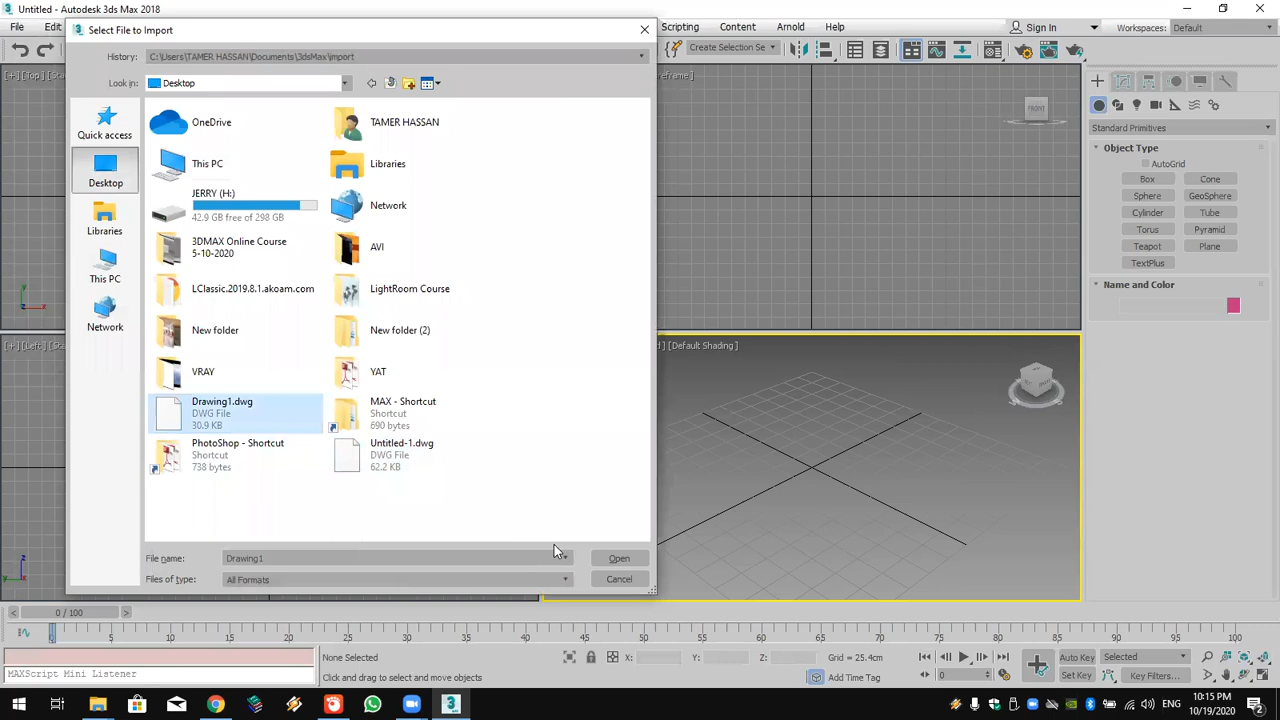 Untitled - Autodesk 3ds Max 2018
File
Edit
Scripting
Content
Arnold
Help
Sign In
Workspaces:
Default
Create Selection Se
Select File to Import
History:
C:\Users\TAMER HASSAN\Documents\3dsMax\import
Look in:
Desktop
Quick access
Desktop
Libraries
This PC
Network
OneDrive
TAMER HASSAN
This PC
Libraries
JERRY (H:)
42.9 GB free of 298 GB
Network
3DMAX Online Course
5-10-2020
AVI
LClassic.2019.8.1.akoam.com
LightRoom Course
New folder
New folder (2)
VRAY
YAT
Drawing1.dwg
DWG File
30.9 KB
MAX - Shortcut
Shortcut
690 bytes
PhotoShop - Shortcut
Shortcut
738 bytes
Untitled-1.dwg
DWG File
62.2 KB
File name:
Drawing1
Open
Files of type:
All Formats
Cancel
[+] [Top] [Sta
reframe ]
FRONT
[+] [Left] [Sta
] [Default Shading ]
Standard Primitives
Object Type
AutoGrid
Box
Cone
Sphere
GeoSphere
Cylinder
Tube
Torus
Pyramid
Teapot
Plane
TextPlus
Name and Color
z
y
x
0 / 100
0 5 10 15 20 25 30 35 40 45 50 55 60 65 70 75 80 85 90 95 100
MAXScript Mini Listener
None Selected
Click and drag to select and move objects
X:
Y:
Z:
Grid = 25.4cm
Add Time Tag
0
Auto Key
Selected
Set Key
Key Filters...
ENG
10:15 PM
10/19/2020